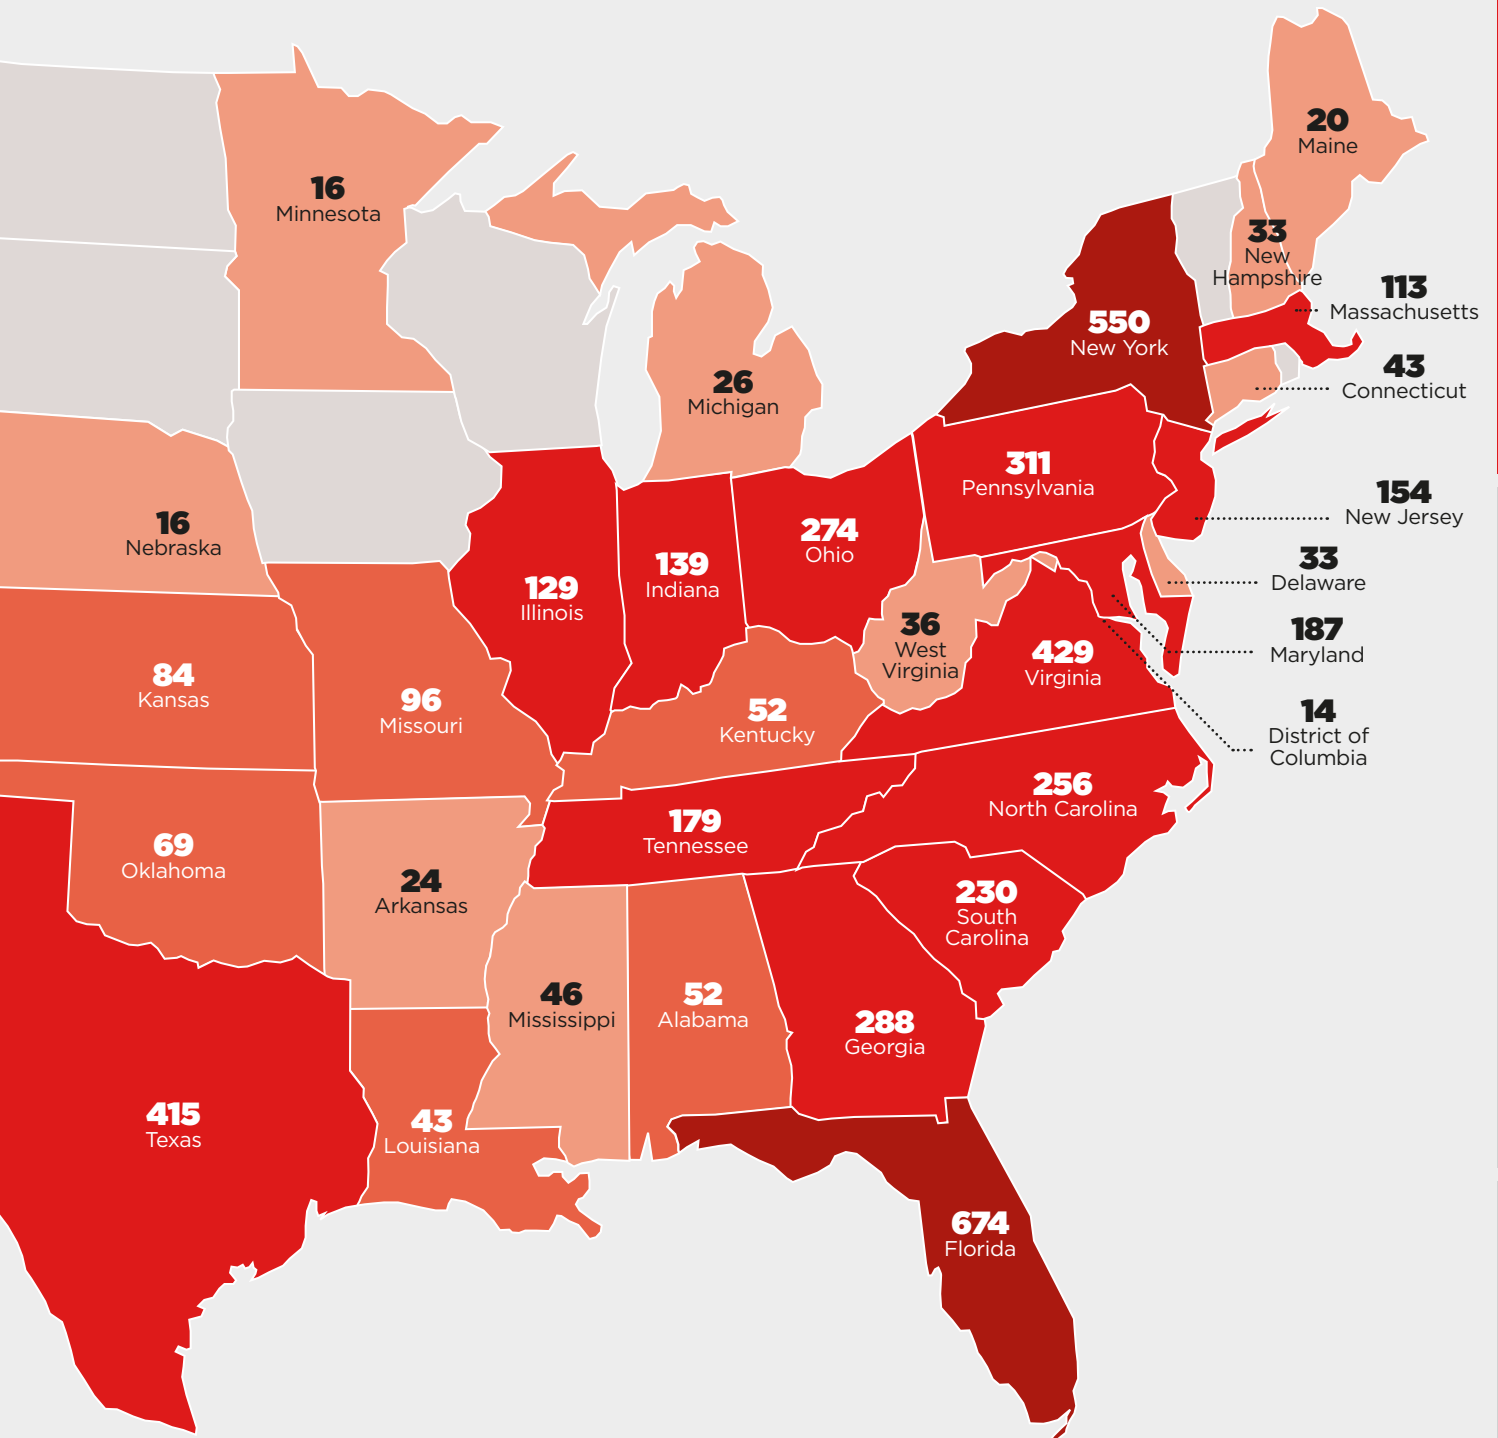 20
Maine
16
Minnesota
33
New
Hampshire
113
Massachusetts
550
New York
43
Connecticut
26
Michigan
311
Pennsylvania
154
New Jersey
16
Nebraska
274
Ohio
139
Indiana
129
Illinois
33
Delaware
36
West
Virginia
187
Maryland
429
Virginia
84
Kansas
96
Missouri
52
Kentucky
14
District of
Columbia
256
North Carolina
179
Tennessee
69
Oklahoma
24
Arkansas
230
South
Carolina
46
Mississippi
52
Alabama
288
Georgia
415
Texas
43
Louisiana
674
Florida